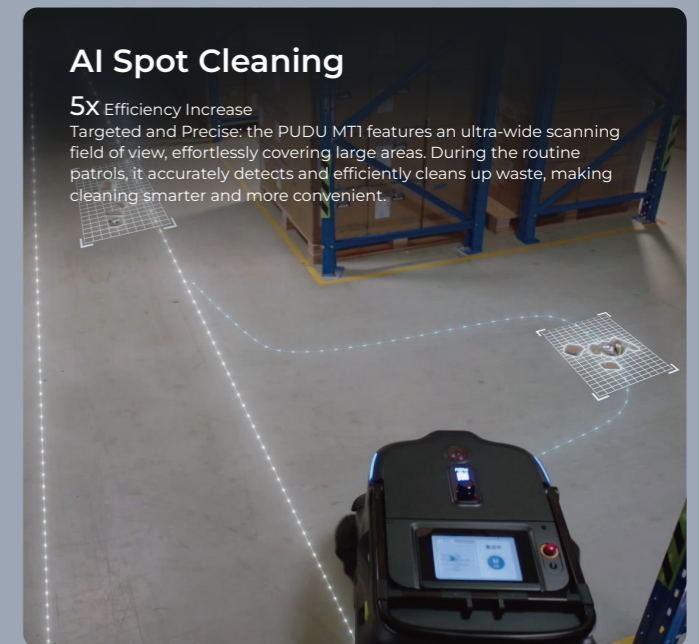 AI Spot Cleaning
5x Efficiency Increase
Targeted and Precise: the PUDU MT1 features an ultra-wide scanning
field of view, effortlessly covering large areas. During the routine
patrols, it accurately detects and efficiently cleans up waste, making
cleaning smarter and more convenient.